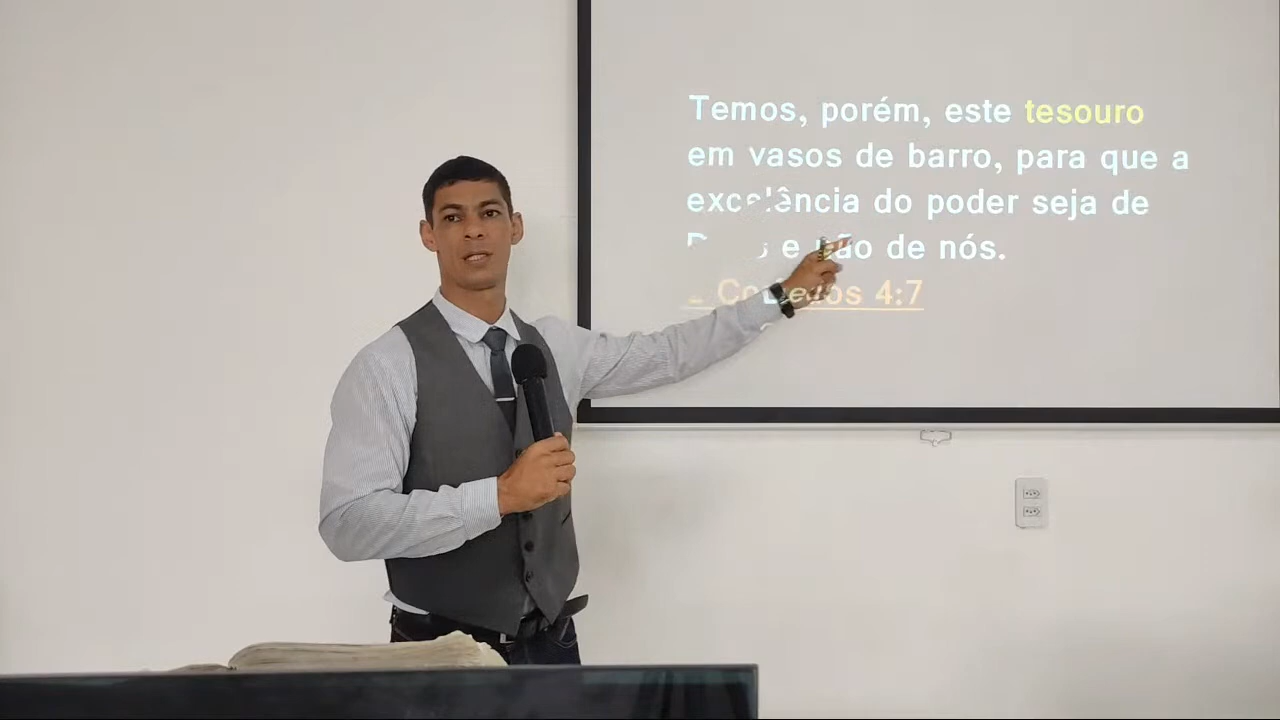 Temos, porém, este tesouro
em vasos de barro, para que a
excelência do poder seja de
e não de nós.
4:7